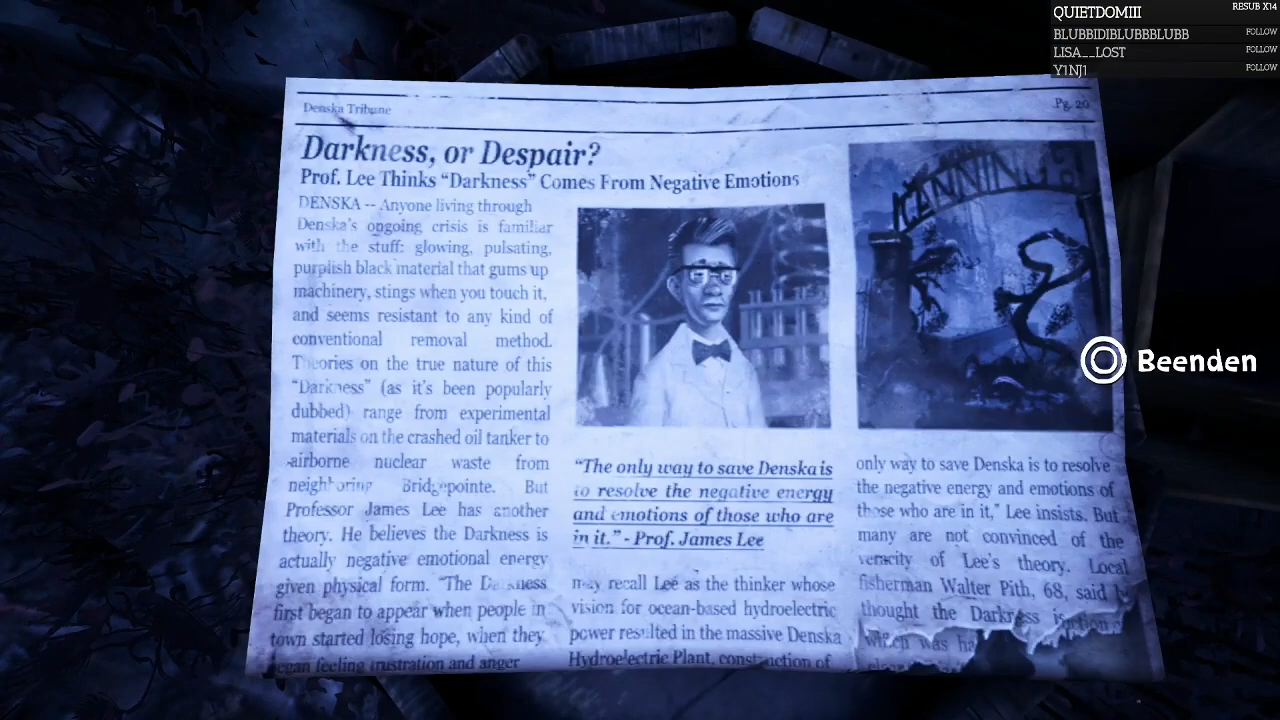 QUIETDOMIII RESUB X14
BLUBBIDIBLUBBBLUBB FOLLOW
LISA__LOST FOLLOW
Y1NJ1 FOLLOW
Denska Tribune Pg. 20
Darkness, or Despair?
Prof. Lee Thinks “Darkness” Comes From Negative Emotions
DENSKA -- Anyone living through
Denska's ongoing crisis is familiar
with the stuff: glowing, pulsating,
purplish black material that gums up
machinery, stings when you touch it,
and seems resistant to any kind of
conventional removal method.
Theories on the true nature of this
“Darkness” (as it's been popularly
dubbed) range from experimental
materials on the crashed oil tanker to
airborne nuclear waste from
neighboring Bridgepointe. But
Professor James Lee has another
theory. He believes the Darkness is
actually negative emotional energy
given physical form. “The Darkness
first began to appear when people in
town started losing hope, when they
began feeling frustration and anger
“The only way to save Denska is
to resolve the negative energy
and emotions of those who are
in it.” - Prof. James Lee
may recall Lee as the thinker whose
vision for ocean-based hydroelectric
power resulted in the massive Denska
Hydroelectric Plant, construction of
CANNING
only way to save Denska is to resolve
the negative energy and emotions of
those who are in it,” Lee insists. But
many are not convinced of the
veracity of Lee's theory. Local
fisherman Walter Pith, 68, said
thought the Darkness is
which was
Beenden